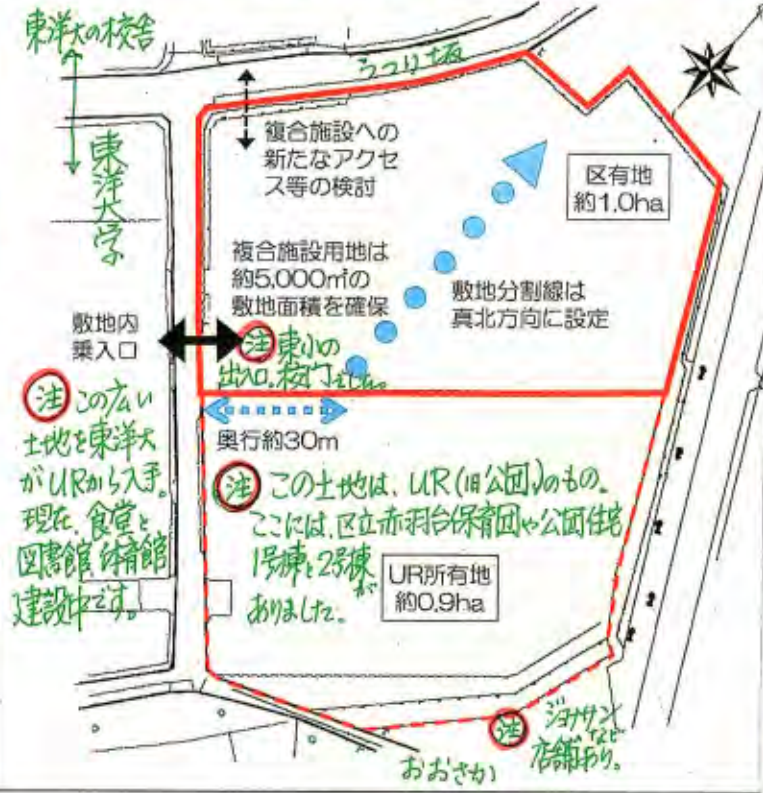 東洋大の校舎
うつり坂
東洋大学
複合施設への
新たなアクセ
ス等の検討
区有地
約1.0ha
複合施設用地は
約5,000㎡の
敷地面積を確保
敷地分割線は
真北方向に設定
敷地内
乗入口
注 東小の
出入口、校門でした。
注 この広い
土地を東洋大
がURから入手。
現在、食堂と
図書館、体育館
建設中です。
奥行約30m
注 この土地は、UR(旧公団)のもの。
ここには、区立赤羽台保育園や公団住宅
1号棟と2号棟が
ありました。
UR所有地
約0.9ha
注 ジョナサンなど
店舗あり。
おおさか